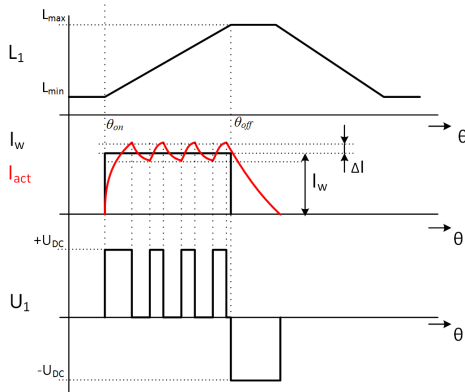 Lmax
L1
Lmin
θon
θoff
θ
Iw
Iact
Iw
ΔI
θ
+UDC
U1
θ
-UDC